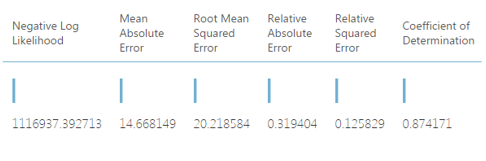 Negative Log Likelihood
Mean Absolute Error
Root Mean Squared Error
Relative Absolute Error
Relative Squared Error
Coefficient of Determination
1116937.392713 14.668149 20.218584 0.319404 0.125829 0.874171